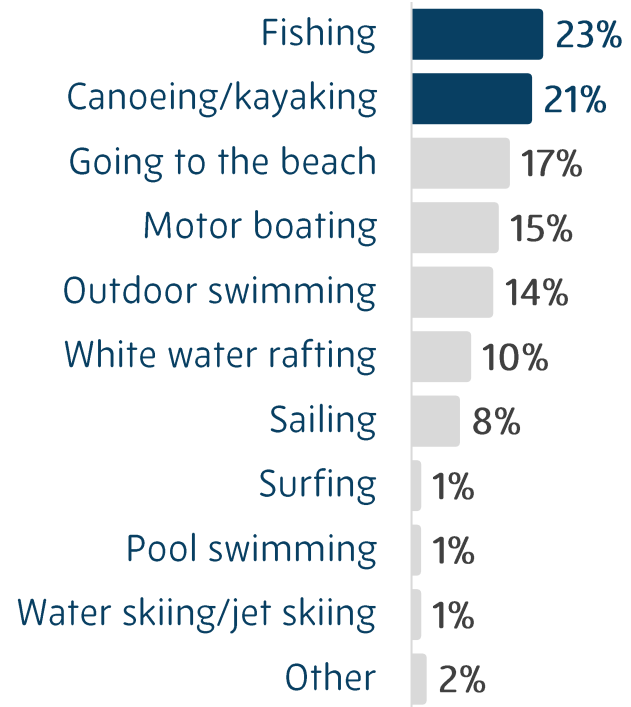 Fishing 23%
Canoeing/kayaking 21%
Going to the beach 17%
Motor boating 15%
Outdoor swimming 14%
White water rafting 10%
Sailing 8%
Surfing 1%
Pool swimming 1%
Water skiing/jet skiing 1%
Other 2%